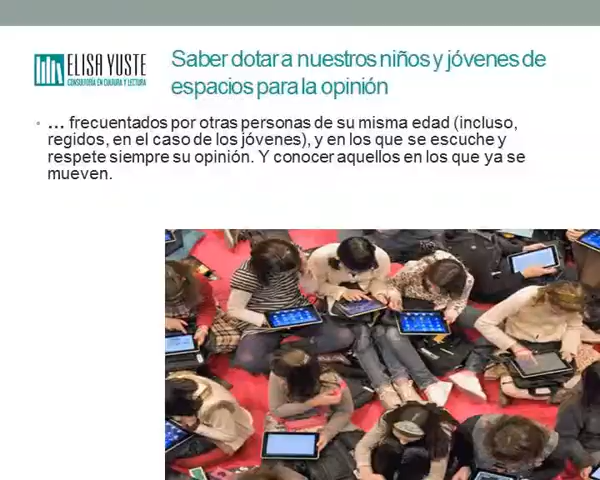 ELISA YUSTE
CONSULTORÍA EN CULTURA Y LECTURA
Saber dotar a nuestros niños y jóvenes de
espacios para la opinión
… frecuentados por otras personas de su misma edad (incluso,
regidos, en el caso de los jóvenes), y en los que se escuche y
respete siempre su opinión. Y conocer aquellos en los que ya se
mueven.